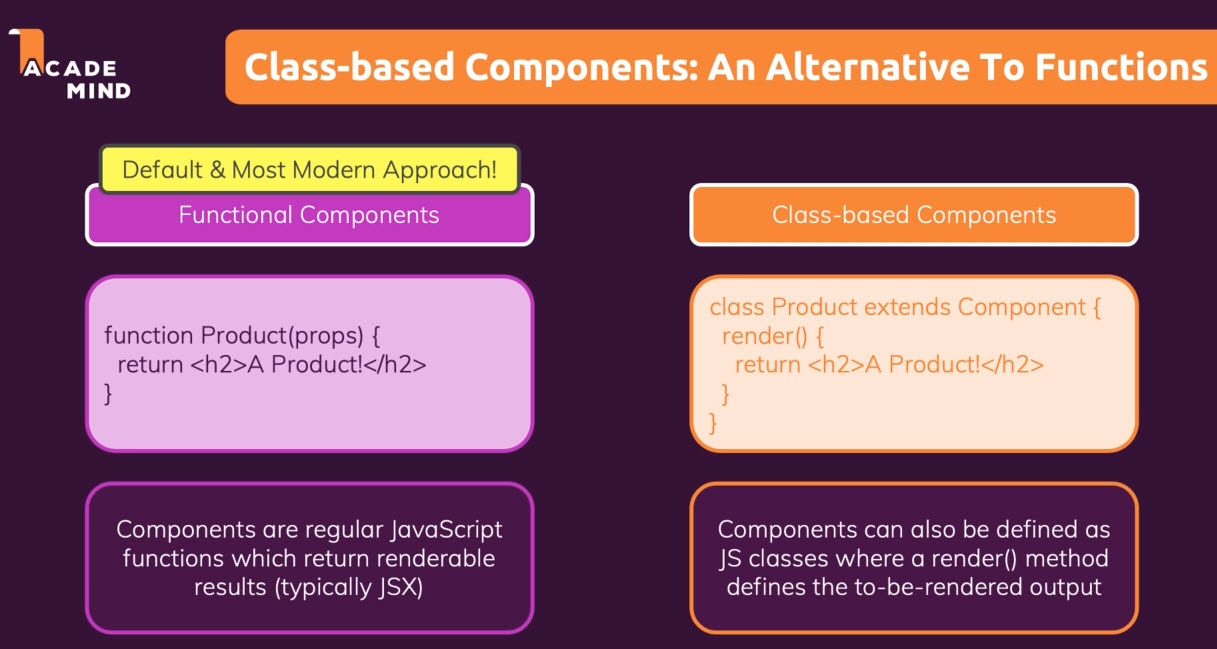 ACADE
MIND
Class-based Components: An Alternative To Functions
Default & Most Modern Approach!
Functional Components
function Product(props) {
return <h2>A Product!</h2>
}
Components are regular JavaScript
functions which return renderable
results (typically JSX)
Class-based Components
class Product extends Component {
render() {
return <h2>A Product!</h2>
}
}
Components can also be defined as
JS classes where a render() method
defines the to-be-rendered output